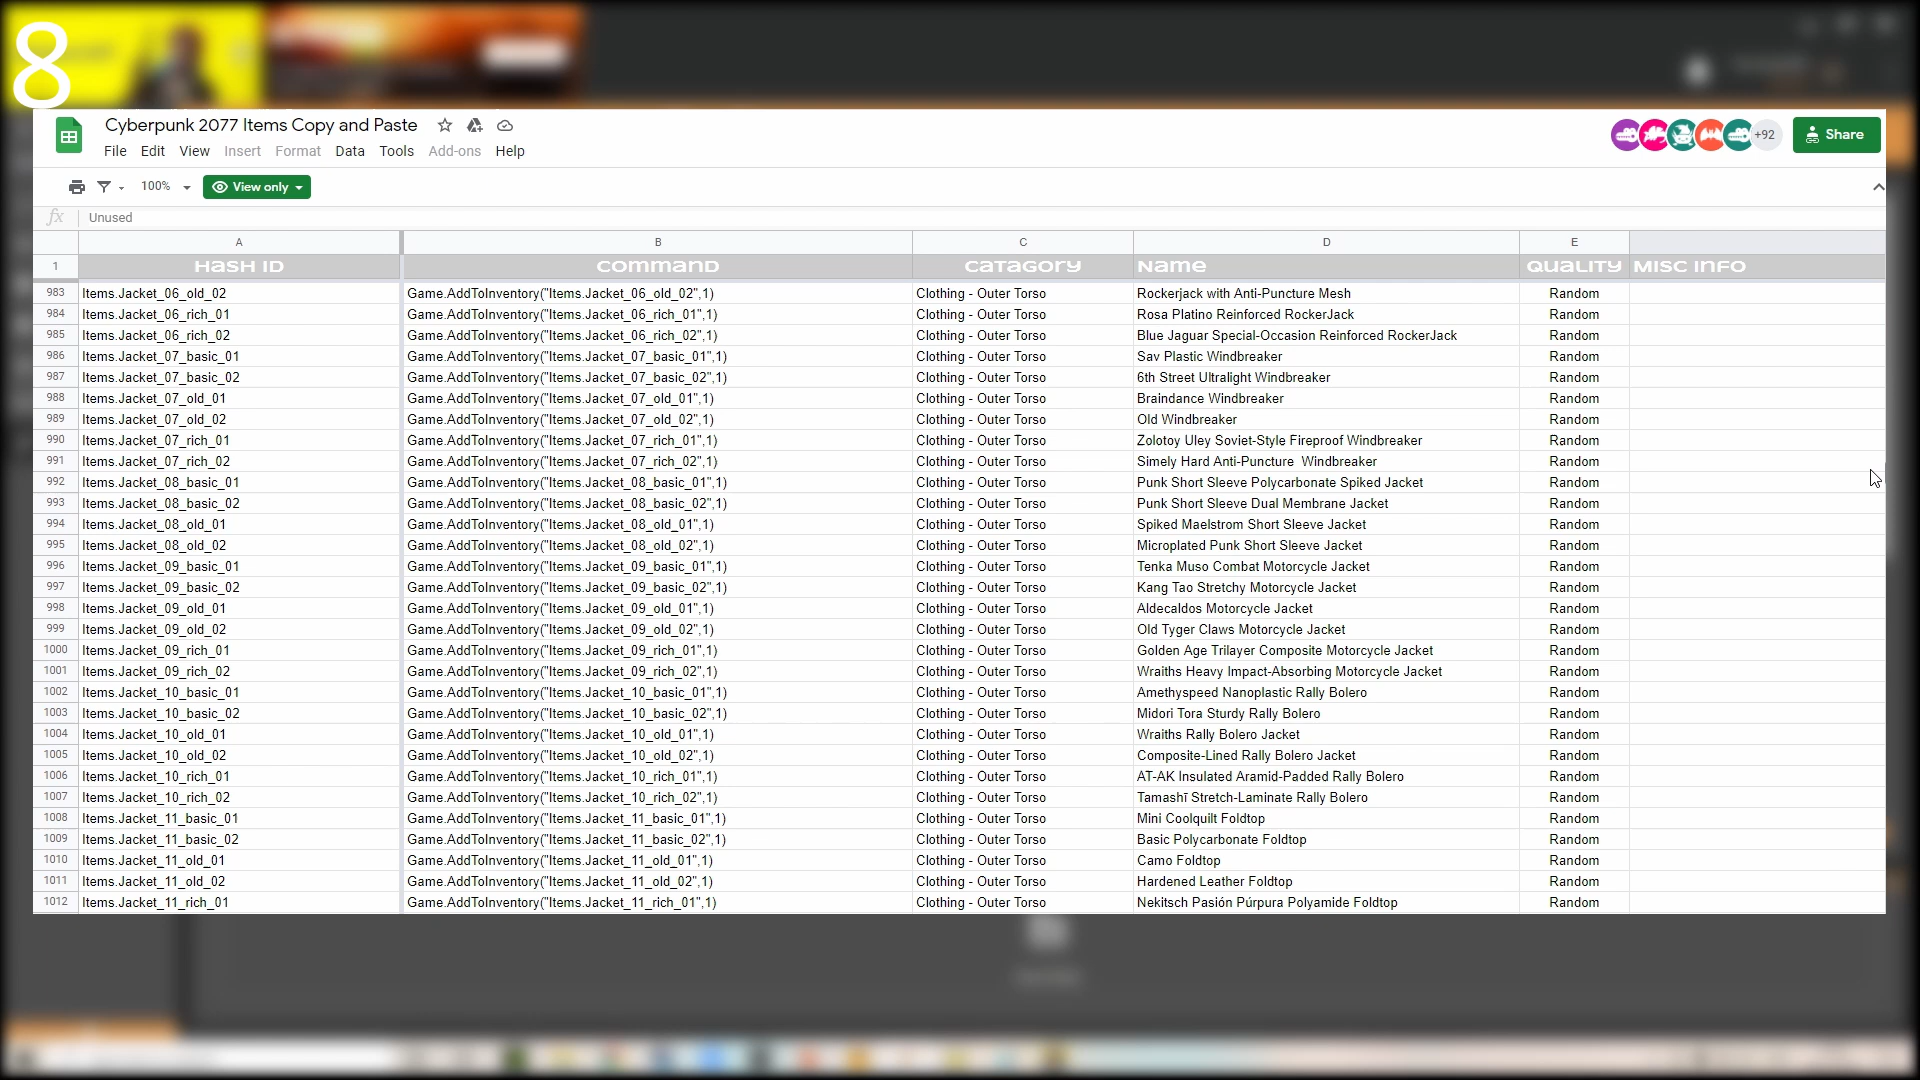 8
Cyberpunk 2077 Items Copy and Paste
File Edit View Insert Format Data Tools Add-ons Help
+92
Share
100%
View only
fx Unused
A B C D E
1 Hash ID Command Catagory Name Quality Misc Info
983 Items.Jacket_06_old_02 Game.AddToInventory("Items.Jacket_06_old_02",1) Clothing - Outer Torso Rockerjack with Anti-Puncture Mesh Random
984 Items.Jacket_06_rich_01 Game.AddToInventory("Items.Jacket_06_rich_01",1) Clothing - Outer Torso Rosa Platino Reinforced RockerJack Random
985 Items.Jacket_06_rich_02 Game.AddToInventory("Items.Jacket_06_rich_02",1) Clothing - Outer Torso Blue Jaguar Special-Occasion Reinforced RockerJack Random
986 Items.Jacket_07_basic_01 Game.AddToInventory("Items.Jacket_07_basic_01",1) Clothing - Outer Torso Sav Plastic Windbreaker Random
987 Items.Jacket_07_basic_02 Game.AddToInventory("Items.Jacket_07_basic_02",1) Clothing - Outer Torso 6th Street Ultralight Windbreaker Random
988 Items.Jacket_07_old_01 Game.AddToInventory("Items.Jacket_07_old_01",1) Clothing - Outer Torso Braindance Windbreaker Random
989 Items.Jacket_07_old_02 Game.AddToInventory("Items.Jacket_07_old_02",1) Clothing - Outer Torso Old Windbreaker Random
990 Items.Jacket_07_rich_01 Game.AddToInventory("Items.Jacket_07_rich_01",1) Clothing - Outer Torso Zolotoy Uley Soviet-Style Fireproof Windbreaker Random
991 Items.Jacket_07_rich_02 Game.AddToInventory("Items.Jacket_07_rich_02",1) Clothing - Outer Torso Simely Hard Anti-Puncture  Windbreaker Random
992 Items.Jacket_08_basic_01 Game.AddToInventory("Items.Jacket_08_basic_01",1) Clothing - Outer Torso Punk Short Sleeve Polycarbonate Spiked Jacket Random
993 Items.Jacket_08_basic_02 Game.AddToInventory("Items.Jacket_08_basic_02",1) Clothing - Outer Torso Punk Short Sleeve Dual Membrane Jacket Random
994 Items.Jacket_08_old_01 Game.AddToInventory("Items.Jacket_08_old_01",1) Clothing - Outer Torso Spiked Maelstrom Short Sleeve Jacket Random
995 Items.Jacket_08_old_02 Game.AddToInventory("Items.Jacket_08_old_02",1) Clothing - Outer Torso Microplated Punk Short Sleeve Jacket Random
996 Items.Jacket_09_basic_01 Game.AddToInventory("Items.Jacket_09_basic_01",1) Clothing - Outer Torso Tenka Muso Combat Motorcycle Jacket Random
997 Items.Jacket_09_basic_02 Game.AddToInventory("Items.Jacket_09_basic_02",1) Clothing - Outer Torso Kang Tao Stretchy Motorcycle Jacket Random
998 Items.Jacket_09_old_01 Game.AddToInventory("Items.Jacket_09_old_01",1) Clothing - Outer Torso Aldecaldos Motorcycle Jacket Random
999 Items.Jacket_09_old_02 Game.AddToInventory("Items.Jacket_09_old_02",1) Clothing - Outer Torso Old Tyger Claws Motorcycle Jacket Random
1000 Items.Jacket_09_rich_01 Game.AddToInventory("Items.Jacket_09_rich_01",1) Clothing - Outer Torso Golden Age Trilayer Composite Motorcycle Jacket Random
1001 Items.Jacket_09_rich_02 Game.AddToInventory("Items.Jacket_09_rich_02",1) Clothing - Outer Torso Wraiths Heavy Impact-Absorbing Motorcycle Jacket Random
1002 Items.Jacket_10_basic_01 Game.AddToInventory("Items.Jacket_10_basic_01",1) Clothing - Outer Torso Amethyspeed Nanoplastic Rally Bolero Random
1003 Items.Jacket_10_basic_02 Game.AddToInventory("Items.Jacket_10_basic_02",1) Clothing - Outer Torso Midori Tora Sturdy Rally Bolero Random
1004 Items.Jacket_10_old_01 Game.AddToInventory("Items.Jacket_10_old_01",1) Clothing - Outer Torso Wraiths Rally Bolero Jacket Random
1005 Items.Jacket_10_old_02 Game.AddToInventory("Items.Jacket_10_old_02",1) Clothing - Outer Torso Composite-Lined Rally Bolero Jacket Random
1006 Items.Jacket_10_rich_01 Game.AddToInventory("Items.Jacket_10_rich_01",1) Clothing - Outer Torso AT-AK Insulated Aramid-Padded Rally Bolero Random
1007 Items.Jacket_10_rich_02 Game.AddToInventory("Items.Jacket_10_rich_02",1) Clothing - Outer Torso Tamashī Stretch-Laminate Rally Bolero Random
1008 Items.Jacket_11_basic_01 Game.AddToInventory("Items.Jacket_11_basic_01",1) Clothing - Outer Torso Mini Coolquilt Foldtop Random
1009 Items.Jacket_11_basic_02 Game.AddToInventory("Items.Jacket_11_basic_02",1) Clothing - Outer Torso Basic Polycarbonate Foldtop Random
1010 Items.Jacket_11_old_01 Game.AddToInventory("Items.Jacket_11_old_01",1) Clothing - Outer Torso Camo Foldtop Random
1011 Items.Jacket_11_old_02 Game.AddToInventory("Items.Jacket_11_old_02",1) Clothing - Outer Torso Hardened Leather Foldtop Random
1012 Items.Jacket_11_rich_01 Game.AddToInventory("Items.Jacket_11_rich_01",1) Clothing - Outer Torso Nekitsch Pasión Púrpura Polyamide Foldtop Random